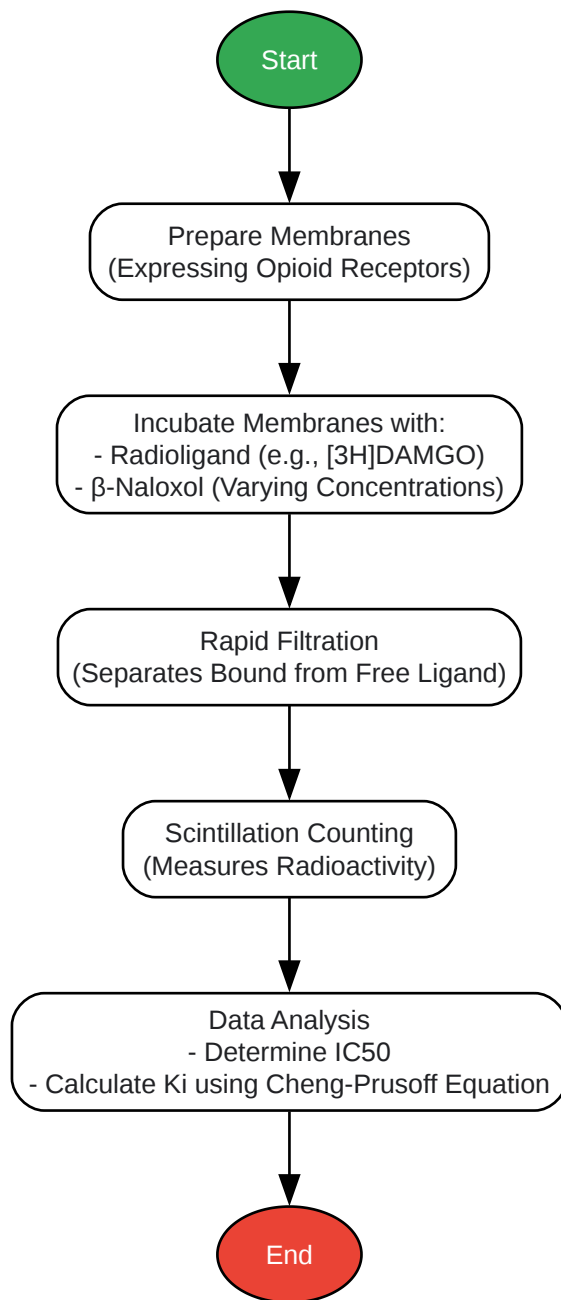 Start
Prepare Membranes
(Expressing Opioid Receptors)
Incubate Membranes with:
- Radioligand (e.g., [3H]DAMGO)
- β-Naloxol (Varying Concentrations)
Rapid Filtration
(Separates Bound from Free Ligand)
Scintillation Counting
(Measures Radioactivity)
Data Analysis
- Determine IC50
- Calculate Ki using Cheng-Prusoff Equation
End